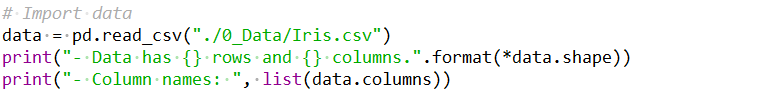 # Import data
data = pd.read_csv("./0_Data/Iris.csv")
print("- Data has {} rows and {} columns.".format(*data.shape))
print("- Column names: ", list(data.columns))